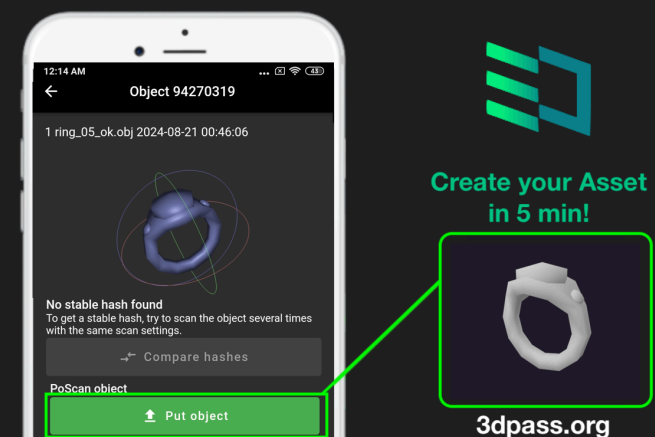 12:14 AM
43
Object 94270319
1 ring_05_ok.obj 2024-08-21 00:46:06
No stable hash found
To get a stable hash, try to scan the object several times
with the same scan settings.
Compare hashes
PoScan object
Put object
Create your Asset
in 5 min!
3dpass.org